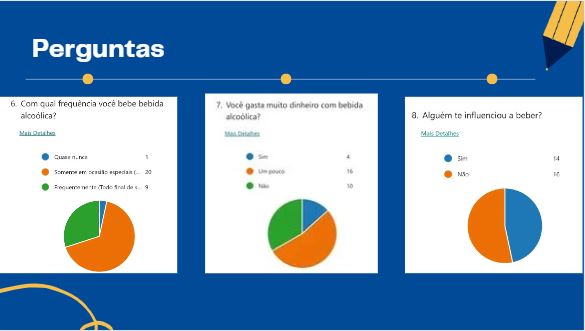 Perguntas
6. Com qual frequência você bebe bebida
alcoólica?
Mais Detalhes
Quase nunca 1
Somente em ocasião especiais (... 20
Frequentemente (Todo final de s... 9
7. Você gasta muito dinheiro com bebida
alcoólica?
Mais Detalhes
Sim 4
Um pouco 16
Não 10
8. Alguém te influenciou a beber?
Mais Detalhes
Sim 14
Não 16